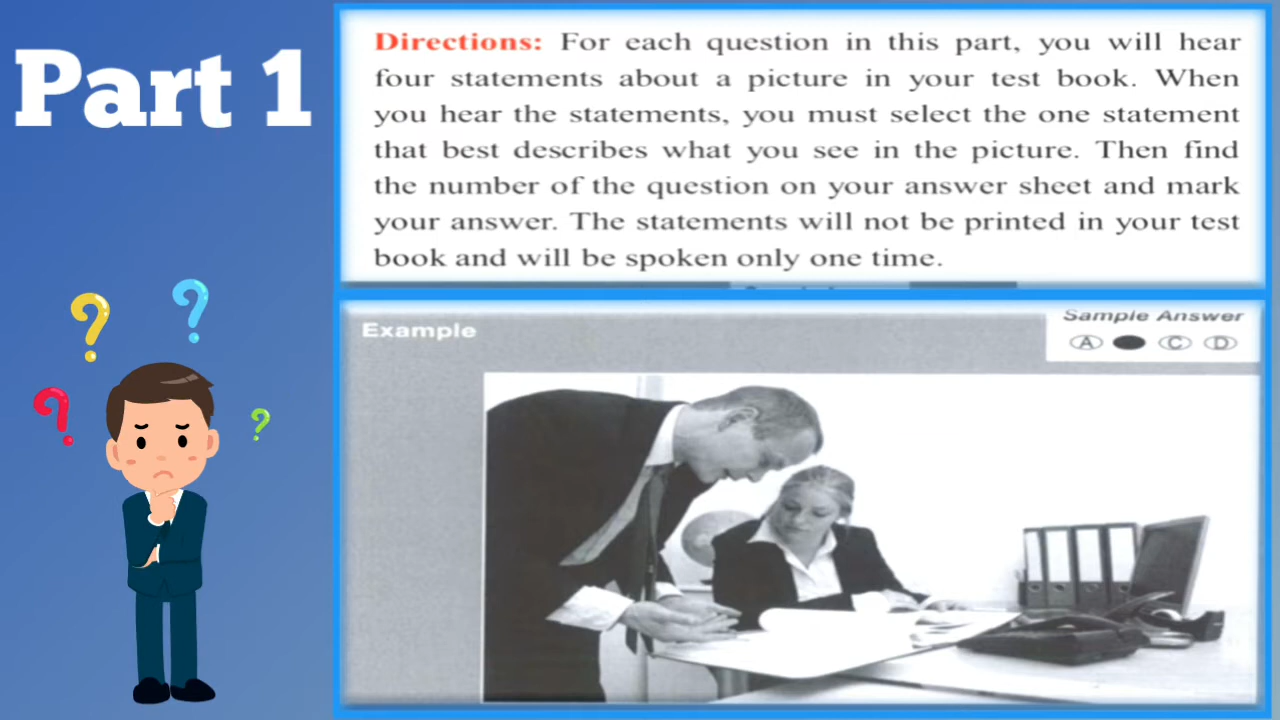 Part 1
Directions: For each question in this part, you will hear
four statements about a picture in your test book. When
you hear the statements, you must select the one statement
that best describes what you see in the picture. Then find
the number of the question on your answer sheet and mark
your answer. The statements will not be printed in your test
book and will be spoken only one time.
Example
Sample Answer
A C D